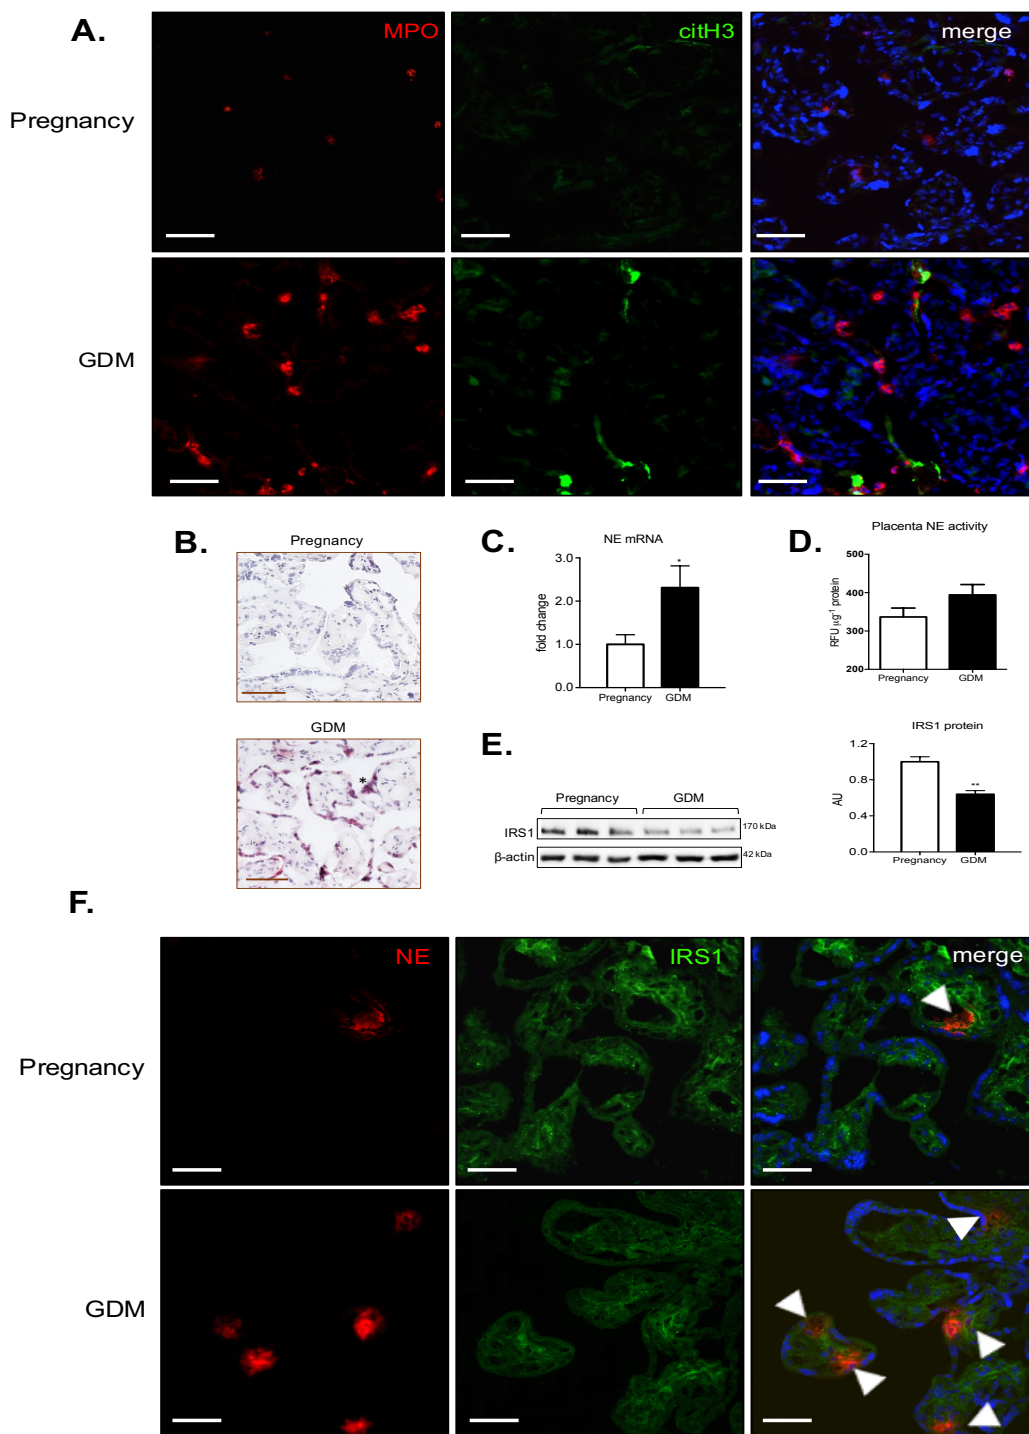 A.
MPO
citH3
merge
Pregnancy
GDM
B.
Pregnancy
GDM
*
C.
NE mRNA
fold change
3.0
2.0
1.0
0.0
*
Pregnancy
GDM
D.
Placenta NE activity
RFU µg⁻¹ protein
500
400
300
200
Pregnancy
GDM
E.
Pregnancy
GDM
IRS1
170 kDa
β-actin
42 kDa
IRS1 protein
AU
1.2
0.8
0.4
0.0
**
Pregnancy
GDM
F.
NE
IRS1
merge
Pregnancy
GDM